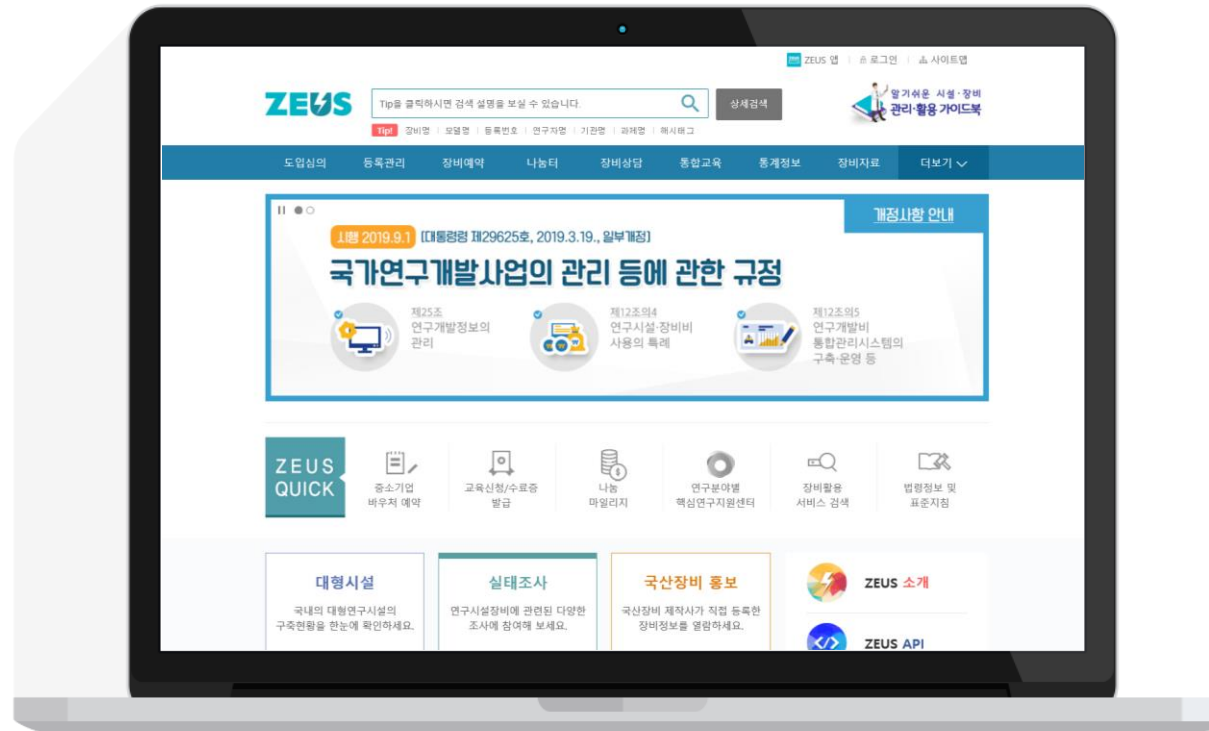 ZEUS 앱 로그인 사이트맵
ZEUS
Tip을 클릭하시면 검색 설명을 보실 수 있습니다.
상세검색
알기쉬운 시설·장비
관리·활용 가이드북
Tip! 장비명 모델명 등록번호 연구자명 기관명 과제명 해시태그
도입심의 등록관리 장비예약 나눔터 장비상담 통합교육 통계정보 장비자료 더보기
개정사항 안내
시행 2019.9.1 [대통령령 제29625호, 2019.3.19., 일부개정]
국가연구개발사업의 관리 등에 관한 규정
제25조
연구개발정보의
관리
제12조의4
연구시설·장비비
사용의 특례
제12조의5
연구개발비
통합관리시스템의
구축·운영 등
ZEUS
QUICK
중소기업
바우처 예약
교육신청/수료증
발급
나눔
마일리지
연구분야별
핵심연구지원센터
장비활용
서비스 검색
법령정보 및
표준지침
대형시설
국내의 대형연구시설의
구축현황을 한눈에 확인하세요.
실태조사
연구시설장비에 관련된 다양한
조사에 참여해 보세요.
국산장비 홍보
국산장비 제작사가 직접 등록한
장비정보를 열람하세요.
ZEUS 소개
ZEUS API